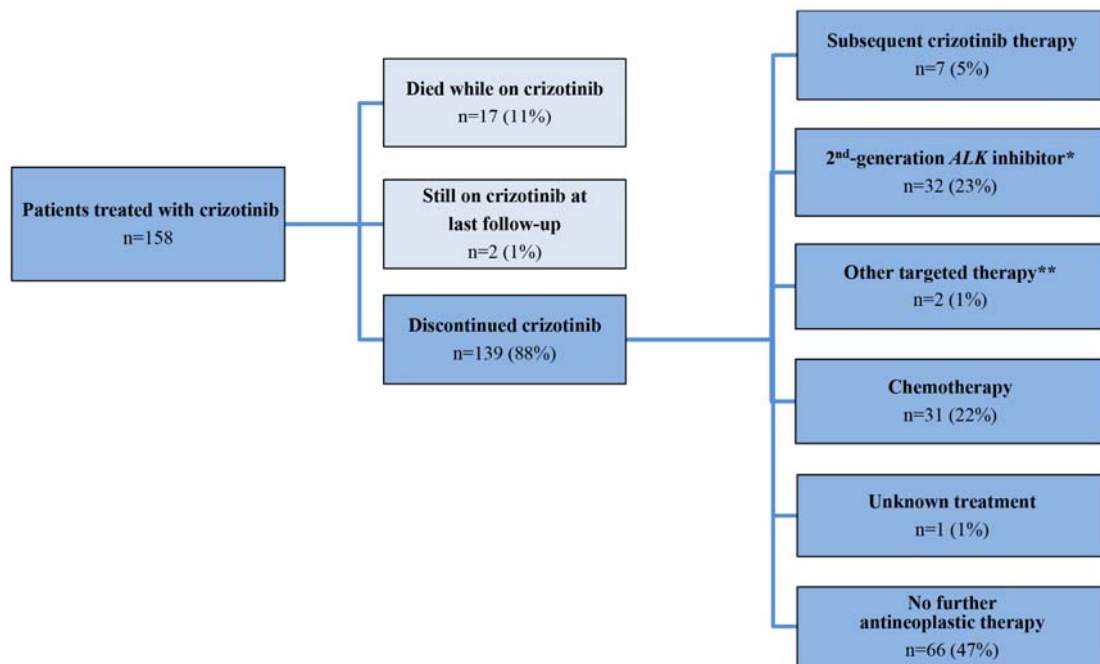 Patients treated with crizotinib
n=158
Died while on crizotinib
n=17 (11%)
Still on crizotinib at
last follow-up
n=2 (1%)
Discontinued crizotinib
n=139 (88%)
Subsequent crizotinib therapy
n=7 (5%)
2nd-generation ALK inhibitor*
n=32 (23%)
Other targeted therapy**
n=2 (1%)
Chemotherapy
n=31 (22%)
Unknown treatment
n=1 (1%)
No further
antineoplastic therapy
n=66 (47%)